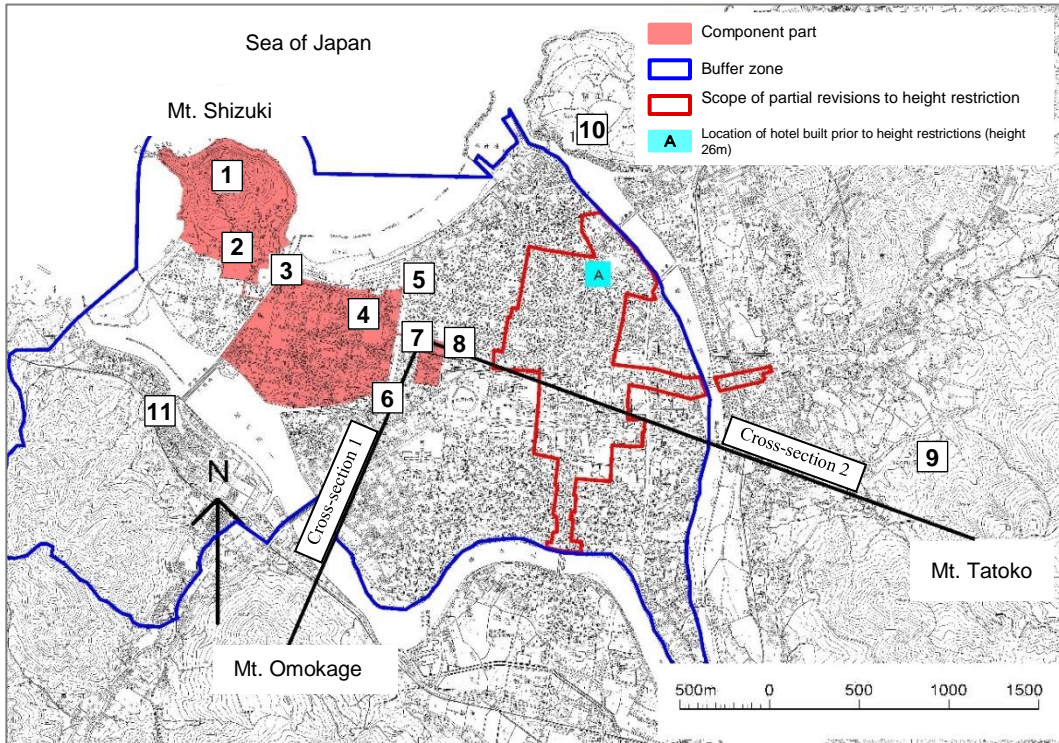 Sea of Japan
Mt. Shizuki
Component part
Buffer zone
Scope of partial revisions to height restriction
A
Location of hotel built prior to height restrictions (height
26m)
10
1
2
3
A
5
4
7
8
6
11
Cross-section 1
Cross-section 2
9
N
Mt. Tatoko
Mt. Omokage
500m 0 500 1000 1500